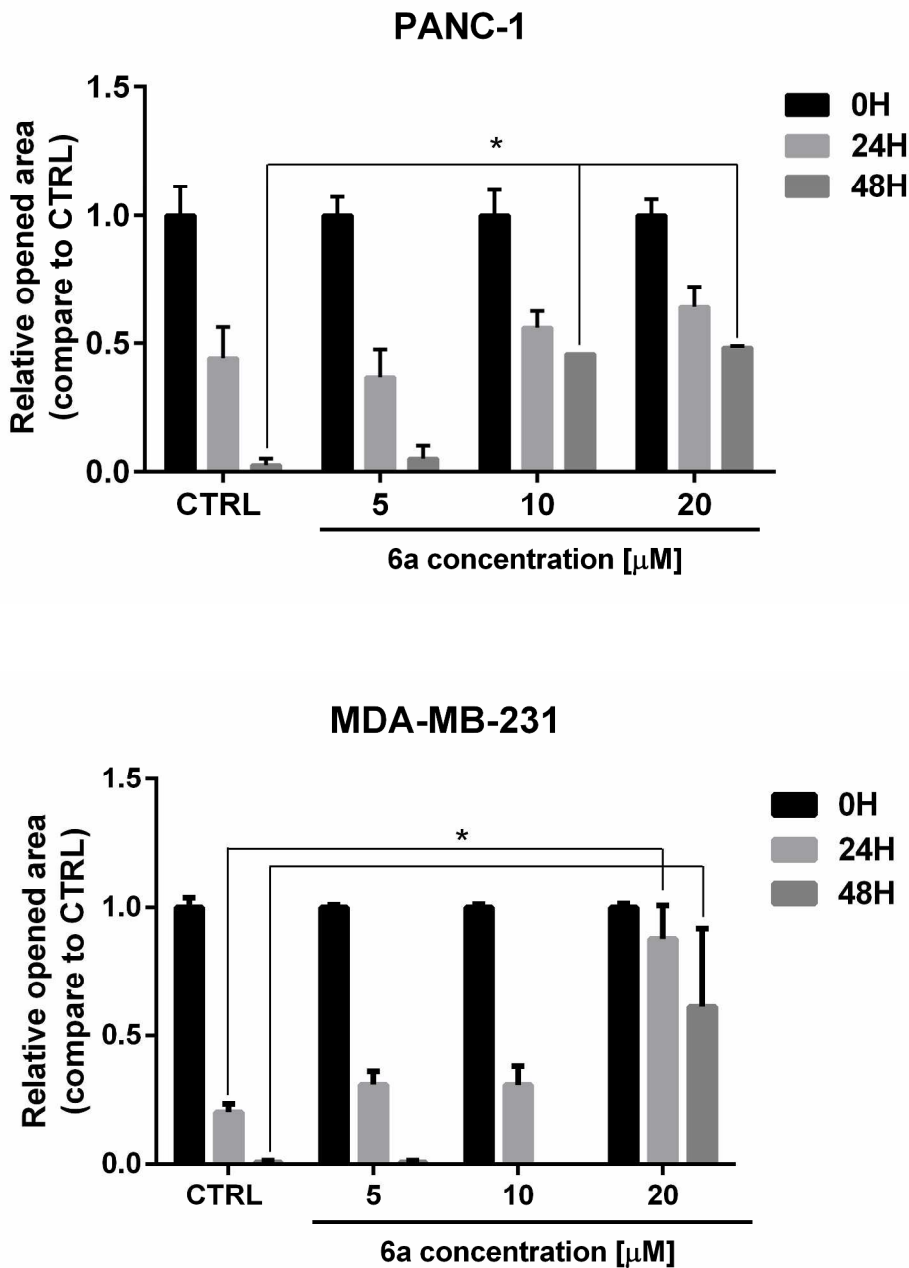 PANC-1
Relative opened area
(compare to CTRL)
1.5
1.0
0.5
0.0
*
0H
24H
48H
CTRL 5 10 20
6a concentration [μM]
MDA-MB-231
Relative opened area
(compare to CTRL)
1.5
1.0
0.5
0.0
*
0H
24H
48H
CTRL 5 10 20
6a concentration [μM]